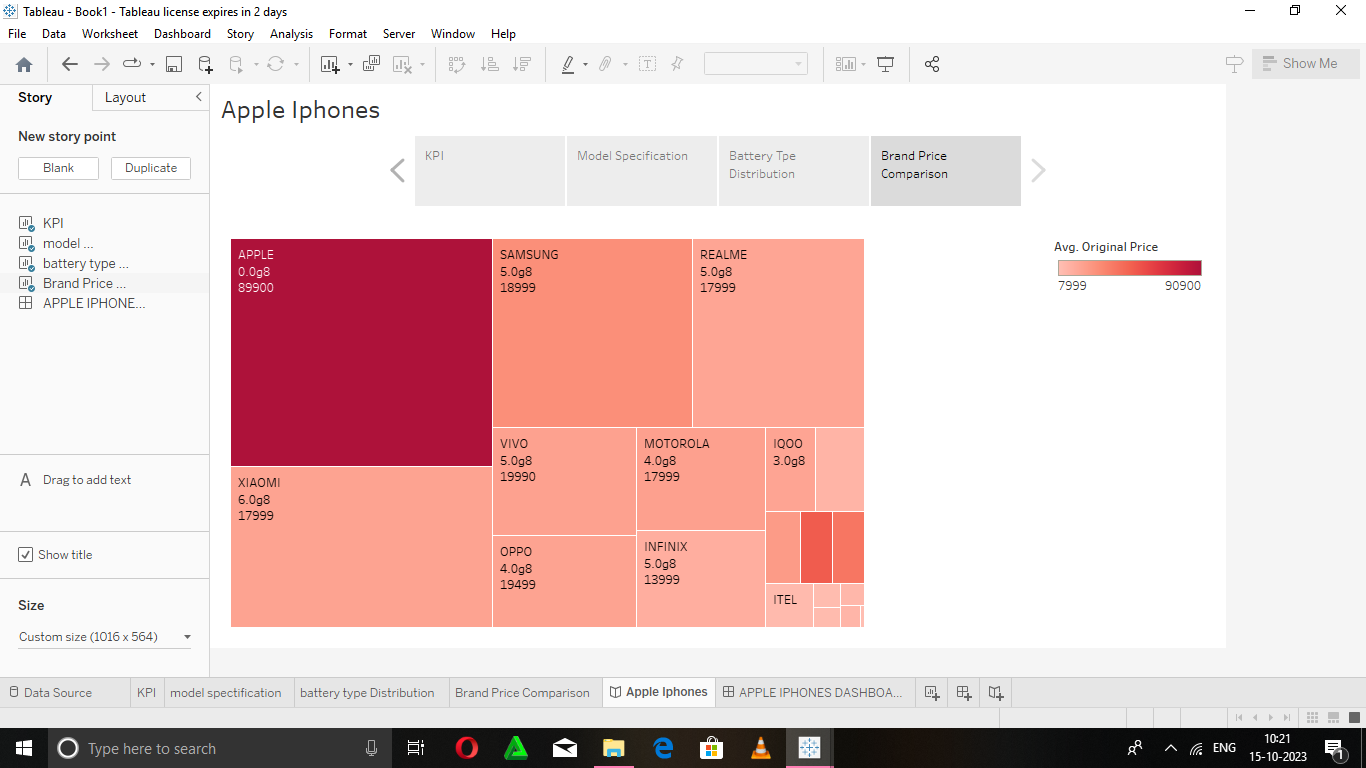 Tableau - Book1 - Tableau license expires in 2 days
File Data Worksheet Dashboard Story Analysis Format Server Window Help
Show Me
Story Layout
New story point
Blank Duplicate
KPI
model ...
battery type ...
Brand Price ...
APPLE IPHONE...
A Drag to add text
Show title
Size
Custom size (1016 x 564)
Apple Iphones
KPI
Model Specification
Battery Tpe
Distribution
Brand Price
Comparison
APPLE
0.0g8
89900
SAMSUNG
5.0g8
18999
REALME
5.0g8
17999
XIAOMI
6.0g8
17999
VIVO
5.0g8
19990
MOTOROLA
4.0g8
17999
IQOO
3.0g8
OPPO
4.0g8
19499
INFINIX
5.0g8
13999
ITEL
Avg. Original Price
7999 90900
Data Source KPI model spectification battery type Distribution Brand Price Comparison Apple Iphones APPLE IPHONES DASHBOA...
Type here to search
ENG
10:21
15-10-2023
1